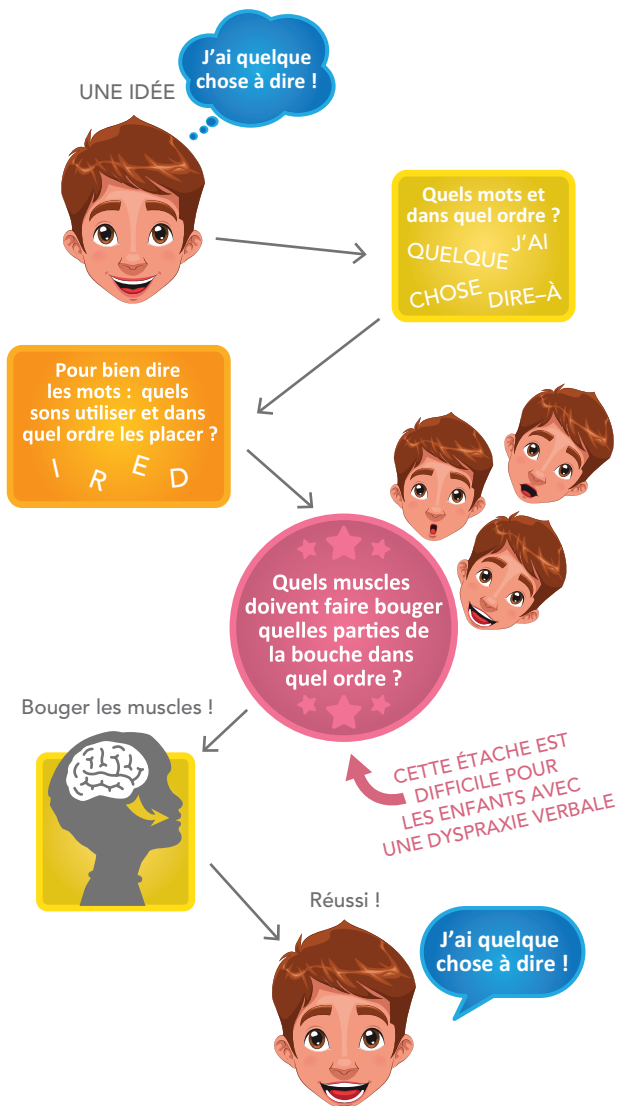 J'ai quelque
chose à dire !
UNE IDÉE
Quels mots et
dans quel ordre ?
QUELQUE J'AI
CHOSE DIRE–À
Pour bien dire
les mots : quels
sons utiliser et dans
quel ordre les placer ?
I R E D
Quels muscles
doivent faire bouger
quelles parties de
la bouche dans
quel ordre ?
Bouger les muscles !
CETTE ÉTACHE EST
DIFFICILE POUR
LES ENFANTS AVEC
UNE DYSPRAXIE VERBALE
Réussi !
J'ai quelque
chose à dire !